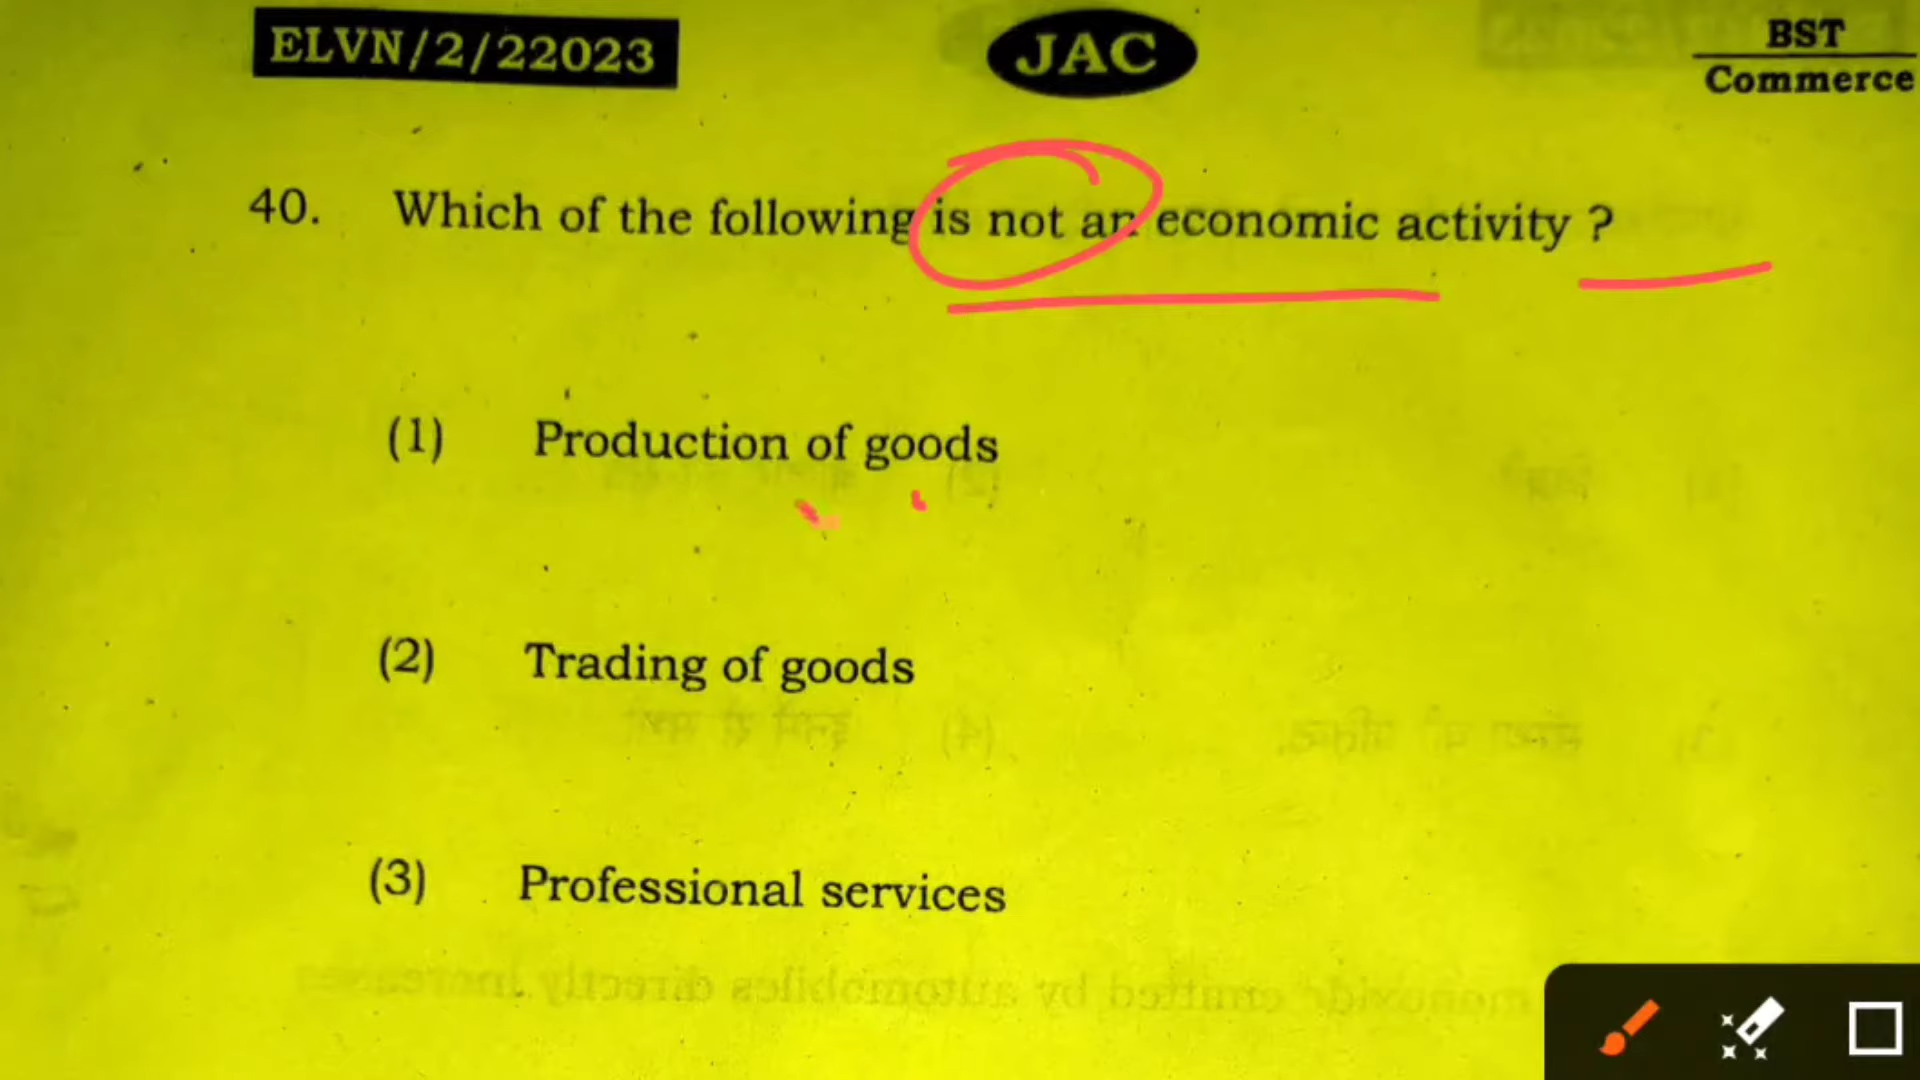 ELVN/2/22023
JAC
BST
Commerce
40. Which of the following is not an economic activity ?
(1) Production of goods
(2) Trading of goods
(3) Professional services